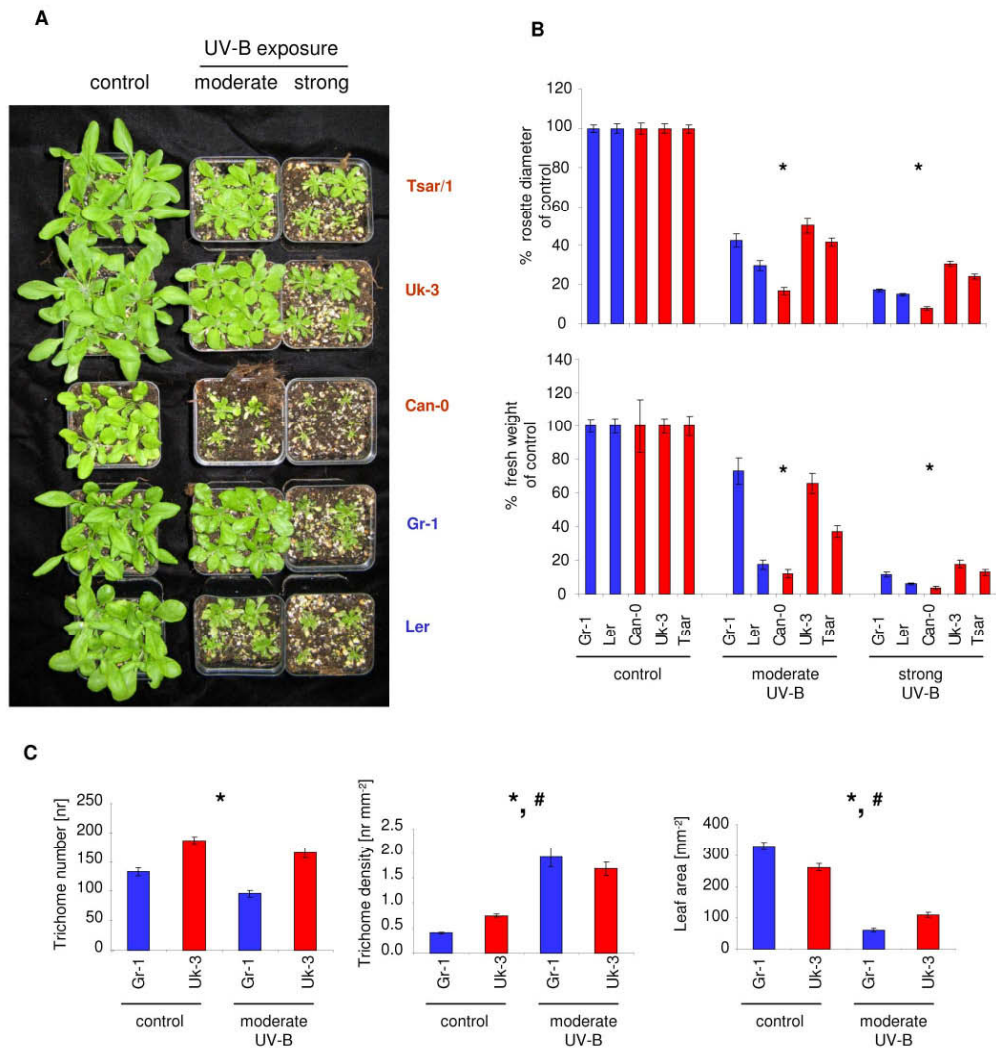 A
UV-B exposure
control moderate strong
Tsar/1
Uk-3
Can-0
Gr-1
Ler
B
% rosette diameter
of control
120
100
80
60
40
20
0
* *
% fresh weight
of control
140
120
100
80
60
40
20
0
* *
Gr-1 Ler Can-0 Uk-3 Tsar Gr-1 Ler Can-0 Uk-3 Tsar Gr-1 Ler Can-0 Uk-3 Tsar
control moderate strong
UV-B UV-B
C
Trichome number [nr]
250
200
150
100
50
0
*
Gr-1 Uk-3 Gr-1 Uk-3
control moderate
UV-B
Trichome density [nr mm-2]
2.5
2.0
1.5
1.0
0.5
0.0
*, #
Gr-1 Uk-3 Gr-1 Uk-3
control moderate
UV-B
Leaf area [mm-2]
400
300
200
100
0
*, #
Gr-1 Uk-3 Gr-1 Uk-3
control moderate
UV-B